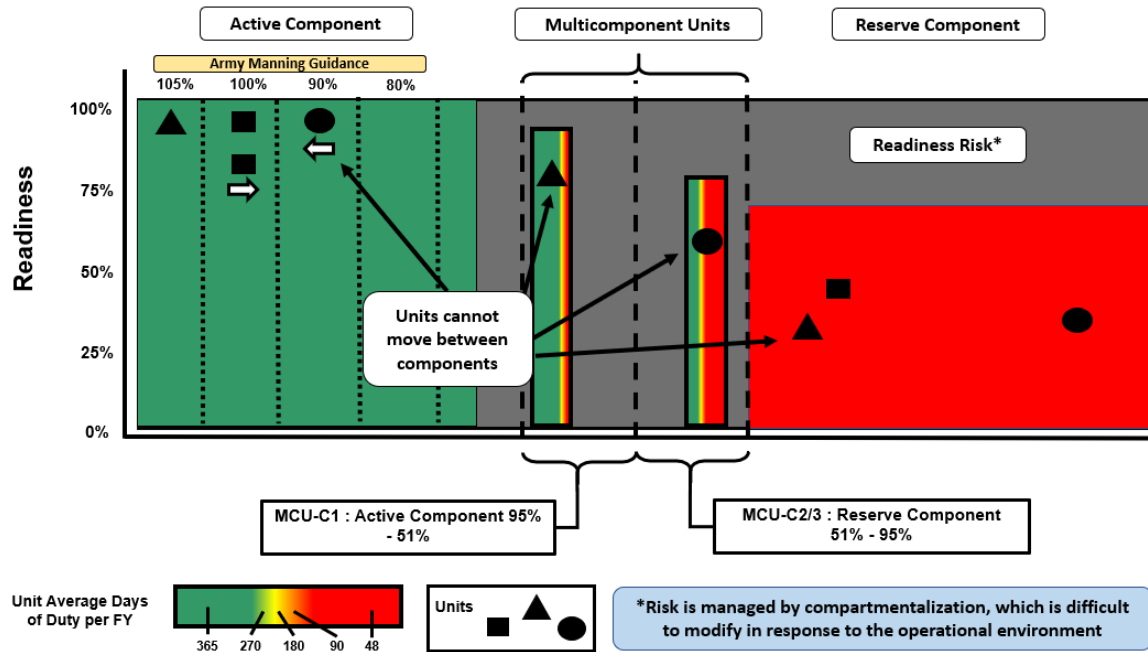 Active Component
Multicomponent Units
Reserve Component
Army Manning Guidance
105%
100%
90%
80%
Readiness
100%
75%
50%
25%
0%
Readiness Risk*
Units cannot
move between
components
MCU-C1 : Active Component 95%
- 51%
MCU-C2/3 : Reserve Component
51% - 95%
Unit Average Days
of Duty per FY
365
270
180
90
48
Units
*Risk is managed by compartmentalization, which is difficult
to modify in response to the operational environment